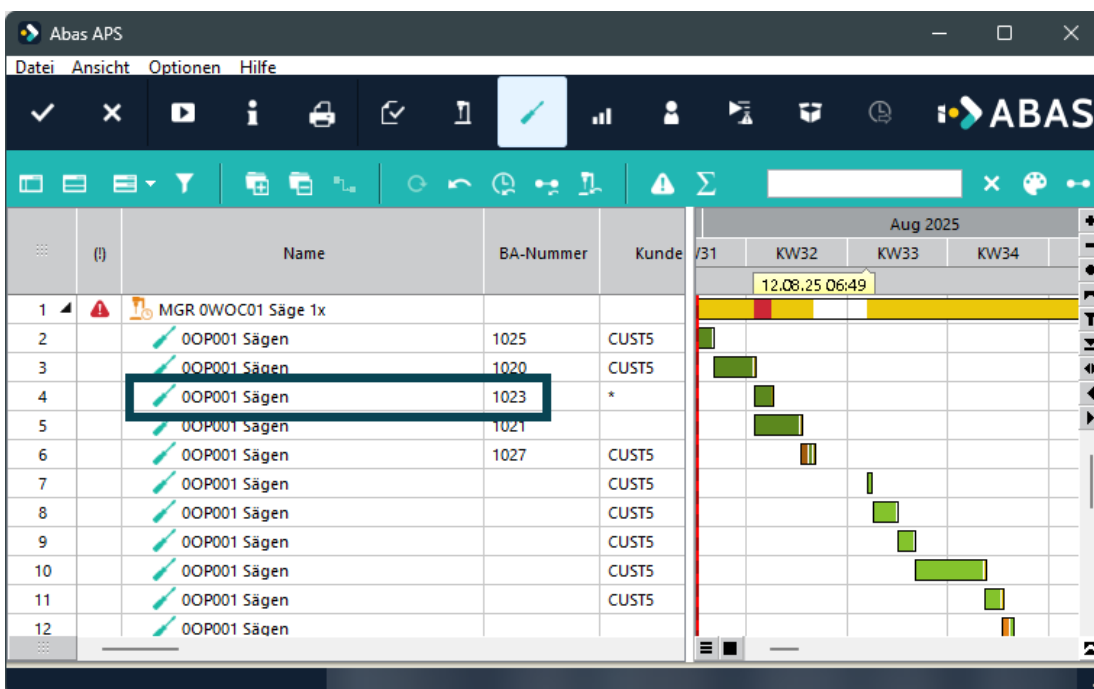 Abas APS
Datei Ansicht Optionen Hilfe
ABAS
(!) Name BA-Nummer Kunde /31 Aug 2025
KW32 KW33 KW34
12.08.25 06:49
1 MGR 0WOC01 Säge 1x
2 0OP001 Sägen 1025 CUST5
3 0OP001 Sägen 1020 CUST5
4 0OP001 Sägen 1023 *
5 0OP001 Sägen 1021
6 0OP001 Sägen 1027 CUST5
7 0OP001 Sägen CUST5
8 0OP001 Sägen CUST5
9 0OP001 Sägen CUST5
10 0OP001 Sägen CUST5
11 0OP001 Sägen CUST5
12 0OP001 Sägen